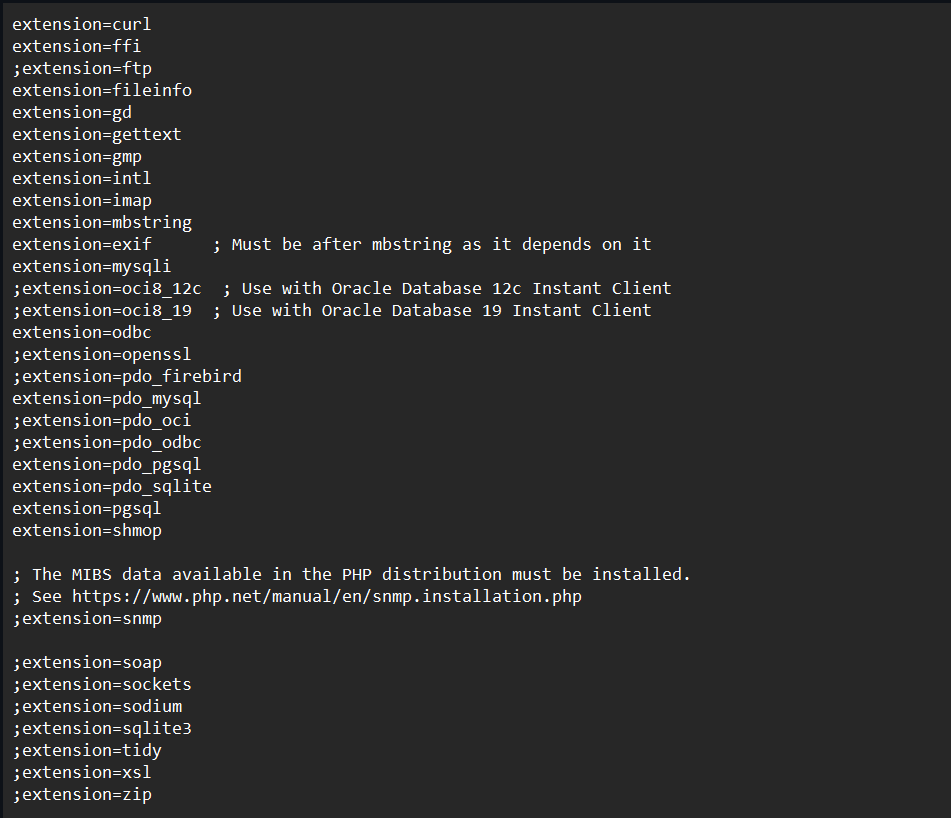 extension=curl
extension=ffi
;extension=ftp
extension=fileinfo
extension=gd
extension=gettext
extension=gmp
extension=intl
extension=imap
extension=mbstring
extension=exif      ; Must be after mbstring as it depends on it
extension=mysqli
;extension=oci8_12c  ; Use with Oracle Database 12c Instant Client
;extension=oci8_19  ; Use with Oracle Database 19 Instant Client
extension=odbc
;extension=openssl
;extension=pdo_firebird
extension=pdo_mysql
;extension=pdo_oci
;extension=pdo_odbc
extension=pdo_pgsql
extension=pdo_sqlite
extension=pgsql
extension=shmop

; The MIBS data available in the PHP distribution must be installed.
; See https://www.php.net/manual/en/snmp.installation.php
;extension=snmp

;extension=soap
;extension=sockets
;extension=sodium
;extension=sqlite3
;extension=tidy
;extension=xsl
;extension=zip